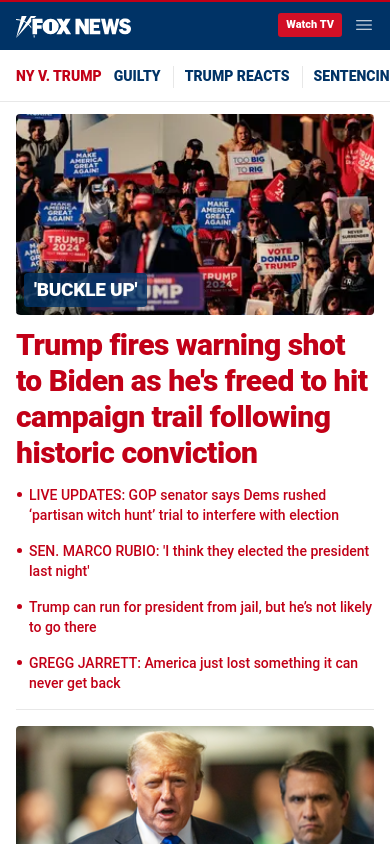 FOX NEWS
Watch TV
NY V. TRUMP GUILTY TRUMP REACTS SENTENCIN
MAKE AMERICA GREAT AGAIN!
TOO BIG TO RIG
MAKE AMERICA GREAT AGAIN!
MAKE AMERICA GREAT AGAIN!
NEVER SURRENDER
TRUMP 2024
VOTE DONALD TRUMP
TRUMP
'BUCKLE UP'
Trump fires warning shot
to Biden as he's freed to hit
campaign trail following
historic conviction
• LIVE UPDATES: GOP senator says Dems rushed
‘partisan witch hunt’ trial to interfere with election
• SEN. MARCO RUBIO: 'I think they elected the president
last night'
• Trump can run for president from jail, but he’s not likely
to go there
• GREGG JARRETT: America just lost something it can
never get back